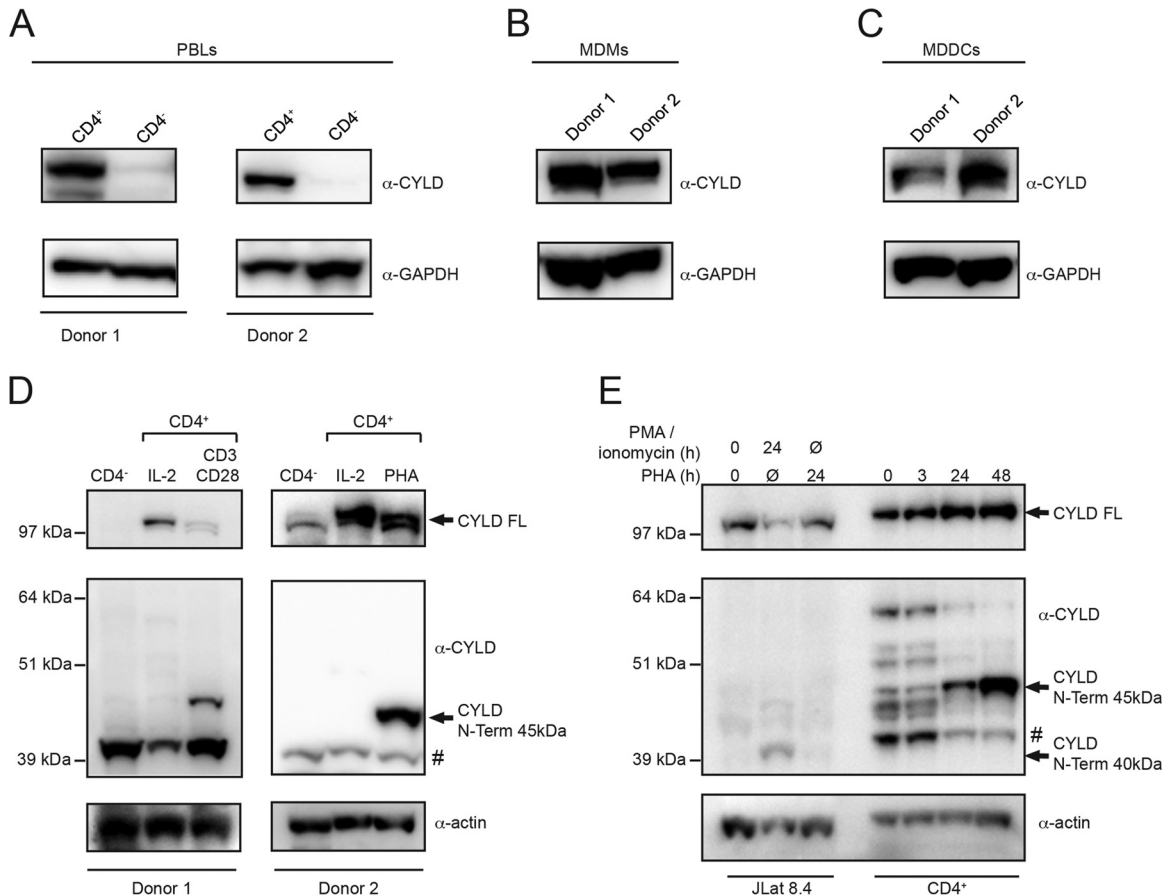 A
PBLs
CD4+ CD4- CD4+ CD4-
α-CYLD
α-GAPDH
Donor 1 Donor 2
B
MDMs
Donor 1 Donor 2
α-CYLD
α-GAPDH
C
MDDCs
Donor 1 Donor 2
α-CYLD
α-GAPDH
D
CD4+ CD4+
CD3
CD4- IL-2 CD28 CD4- IL-2 PHA
CYLD FL
97 kDa
64 kDa
α-CYLD
51 kDa
CYLD
N-Term 45kDa
39 kDa #
α-actin
Donor 1 Donor 2
E
PMA /
ionomycin (h) 0 24 Ø
PHA (h) 0 Ø 24 0 3 24 48
CYLD FL
97 kDa
64 kDa
α-CYLD
51 kDa
CYLD
N-Term 45kDa
#
CYLD
39 kDa N-Term 40kDa
α-actin
JLat 8.4 CD4+